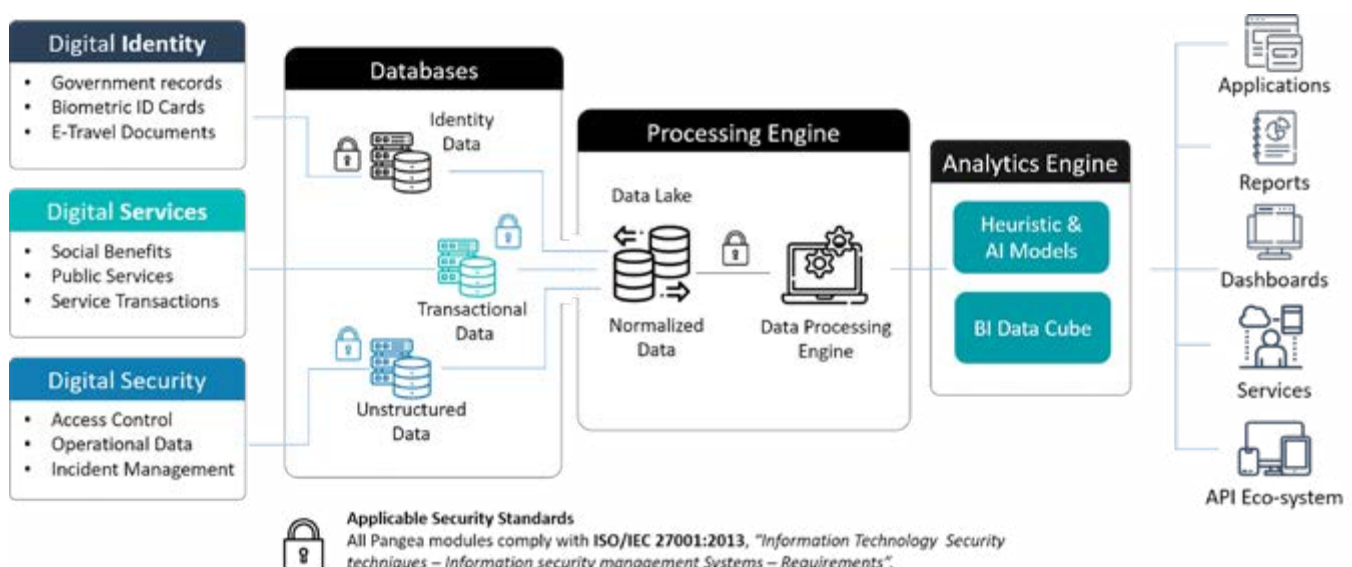 Digital Identity
• Government records
• Biometric ID Cards
• E-Travel Documents
Digital Services
• Social Benefits
• Public Services
• Service Transactions
Digital Security
• Access Control
• Operational Data
• Incident Management
Databases
Identity
Data
Transactional
Data
Unstructured
Data
Processing Engine
Data Lake
Normalized
Data
Data Processing
Engine
Analytics Engine
Heuristic &
AI Models
BI Data Cube
Applications
Reports
Dashboards
Services
API Eco-system
Applicable Security Standards
All Pangea modules comply with ISO/IEC 27001:2013, "Information Technology Security
techniques – Information security management Systems – Requirements".